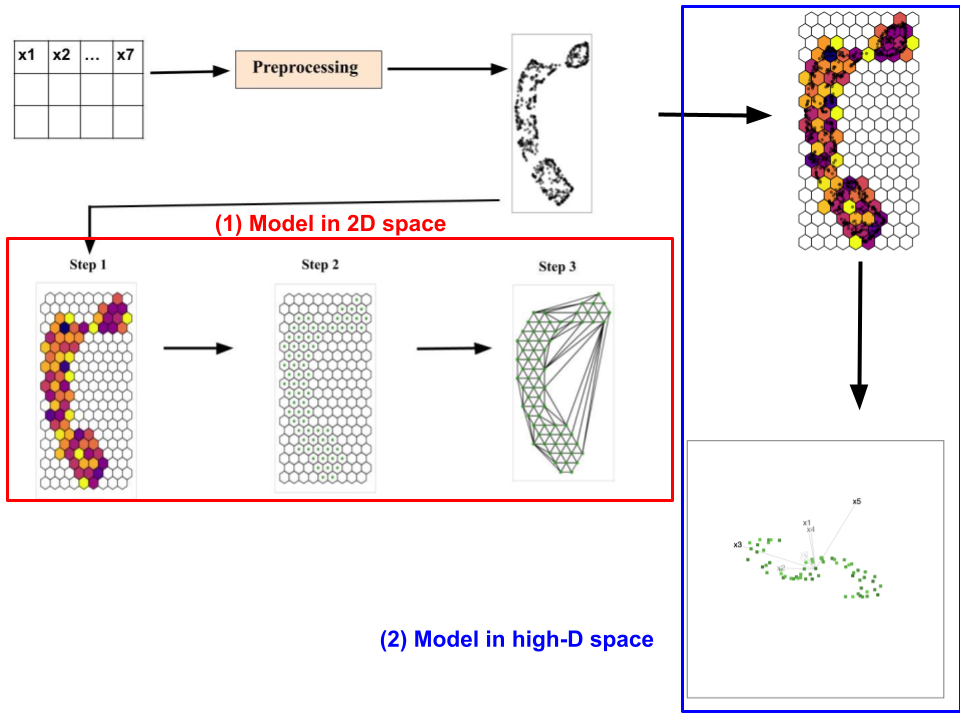 x1 x2 ... x7
Preprocessing
(1) Model in 2D space
Step 1
Step 2
Step 3
x5
x1
x4
x3
x2
(2) Model in high-D space